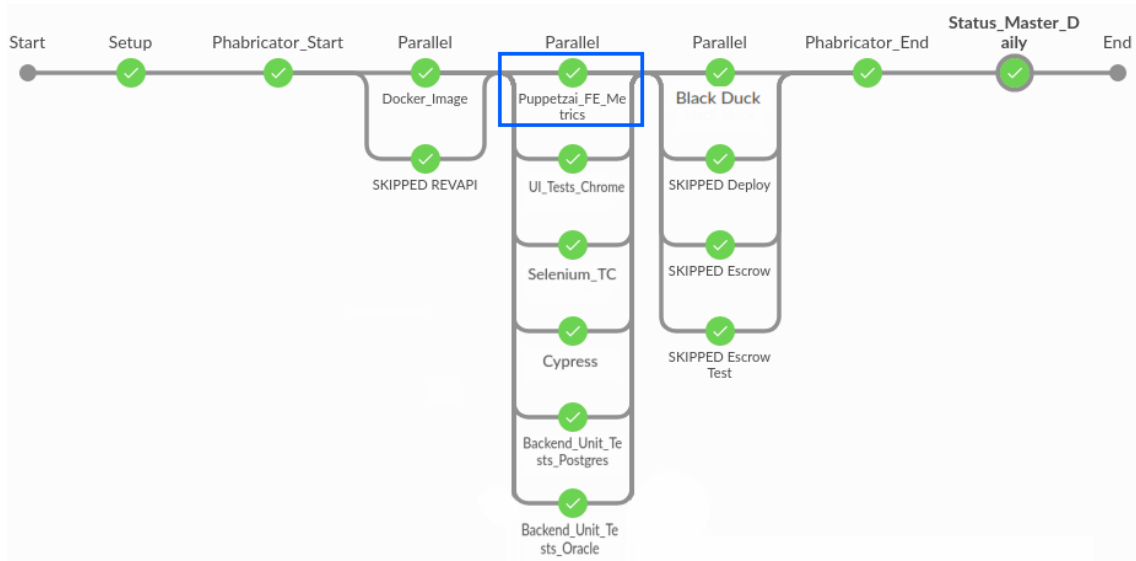 Start
Setup
Phabricator_Start
Parallel
Parallel
Parallel
Phabricator_End
Status_Master_D
aily
End
Docker_Image
SKIPPED REVAPI
Puppetzai_FE_Me
trics
UI_Tests_Chrome
Selenium_TC
Cypress
Backend_Unit_Te
sts_Postgres
Backend_Unit_Te
sts_Oracle
Black Duck
SKIPPED Deploy
SKIPPED Escrow
SKIPPED Escrow
Test